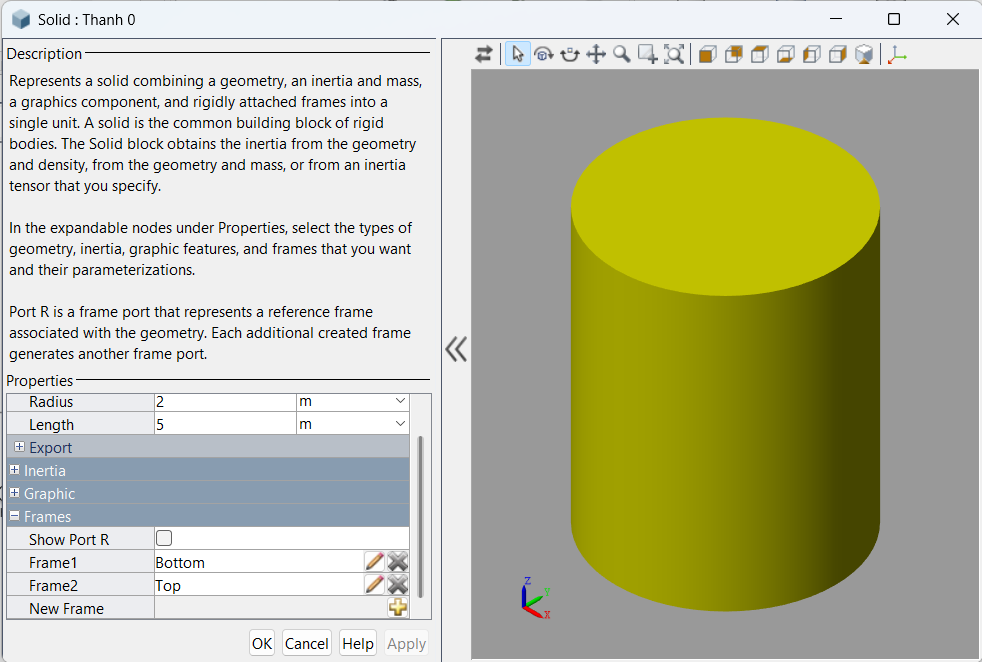 Solid : Thanh 0
Description
Represents a solid combining a geometry, an inertia and mass,
a graphics component, and rigidly attached frames into a
single unit. A solid is the common building block of rigid
bodies. The Solid block obtains the inertia from the geometry
and density, from the geometry and mass, or from an inertia
tensor that you specify.
In the expandable nodes under Properties, select the types of
geometry, inertia, graphic features, and frames that you want
and their parameterizations.
Port R is a frame port that represents a reference frame
associated with the geometry. Each additional created frame
generates another frame port.
Properties
Radius 2 m
Length 5 m
Export
Inertia
Graphic
Frames
Show Port R
Frame1 Bottom
Frame2 Top
New Frame
OK Cancel Help Apply
Z
Y
X